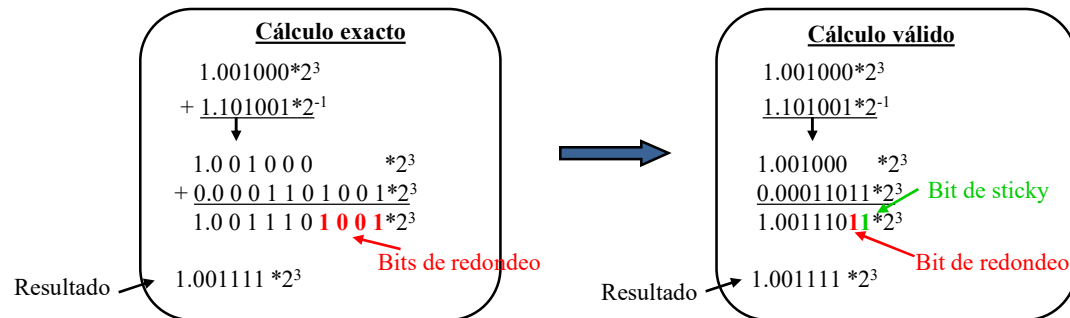 Cálculo exacto
1.001000*2³
+ 1.101001*2⁻¹
1.0 0 1 0 0 0 *2³
+ 0.0 0 0 1 1 0 1 0 0 1*2³
1.0 0 1 1 1 0 1 0 0 1*2³
Bits de redondeo
Resultado
1.001111 *2³
Cálculo válido
1.001000*2³
1.101001*2⁻¹
1.001000 *2³
0.00011011*2³
Bit de sticky
1.00111011*2³
Bit de redondeo
Resultado
1.001111 *2³